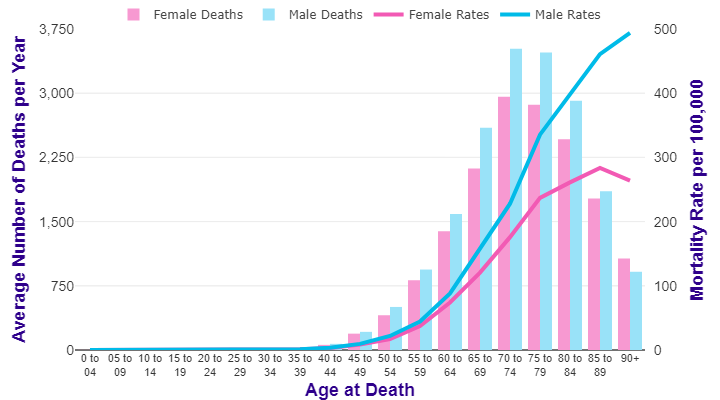 Female Deaths Male Deaths Female Rates Male Rates
Average Number of Deaths per Year
3,750
3,000
2,250
1,500
750
0
500
400
300
200
100
0
Mortality Rate per 100,000
0 to 04
05 to 09
10 to 14
15 to 19
20 to 24
25 to 29
30 to 34
35 to 39
40 to 44
45 to 49
50 to 54
55 to 59
60 to 64
65 to 69
70 to 74
75 to 79
80 to 84
85 to 89
90+
Age at Death